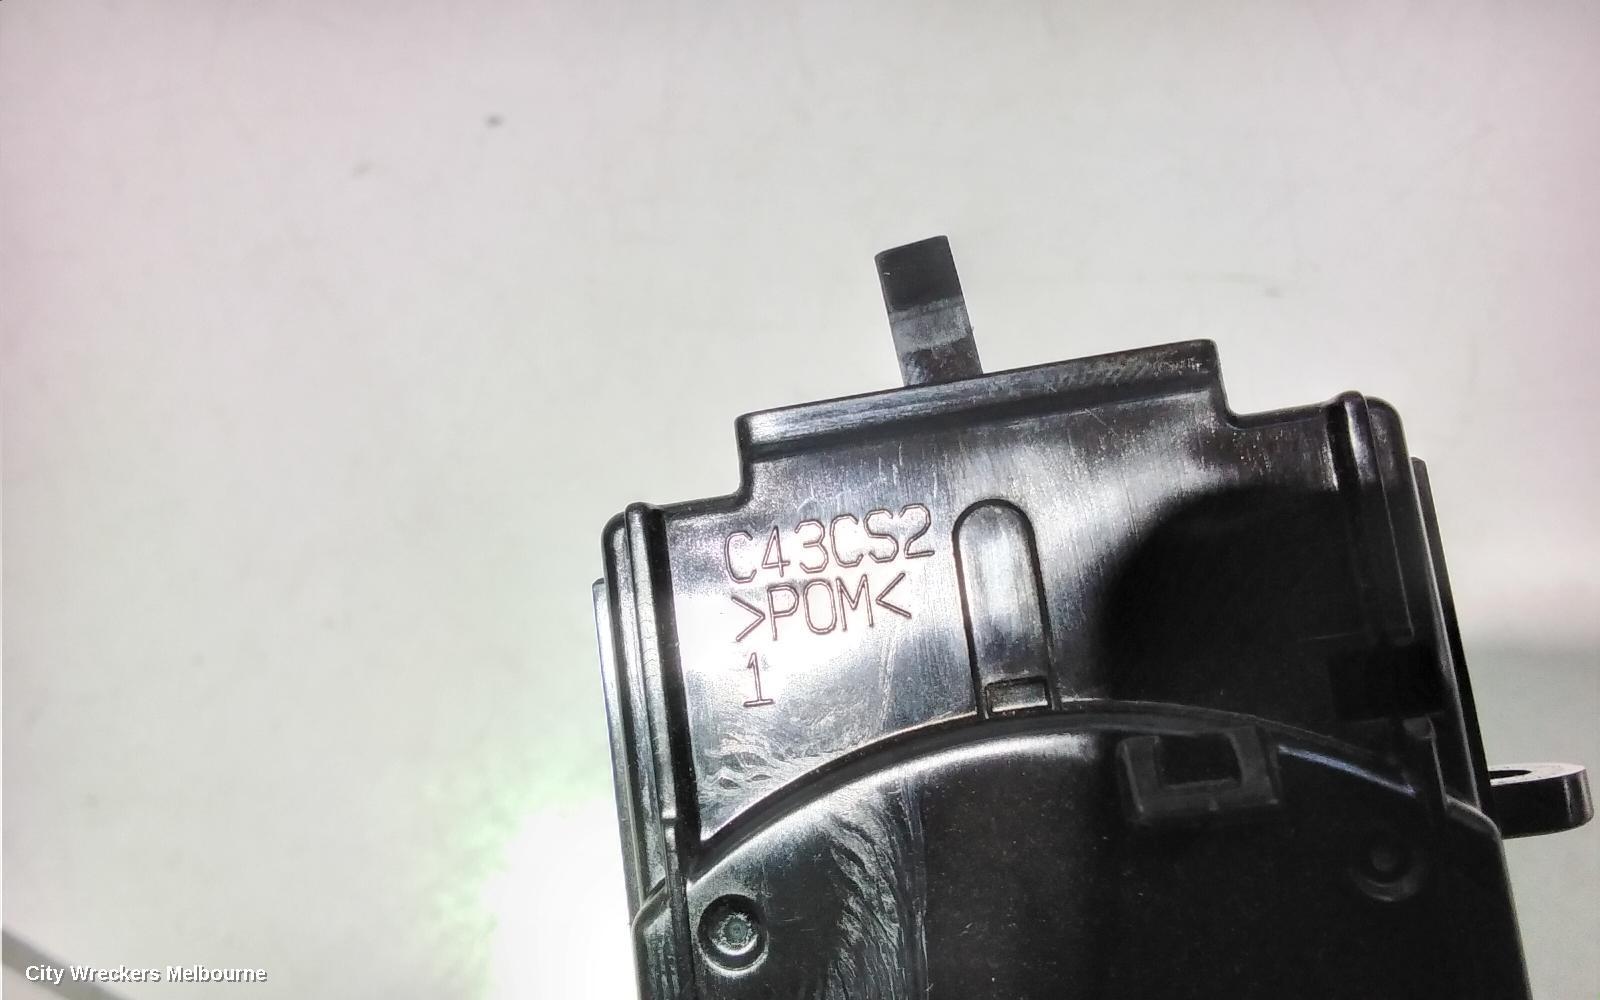 C43CS2
>POM<
1
City Wreckers Melbourne